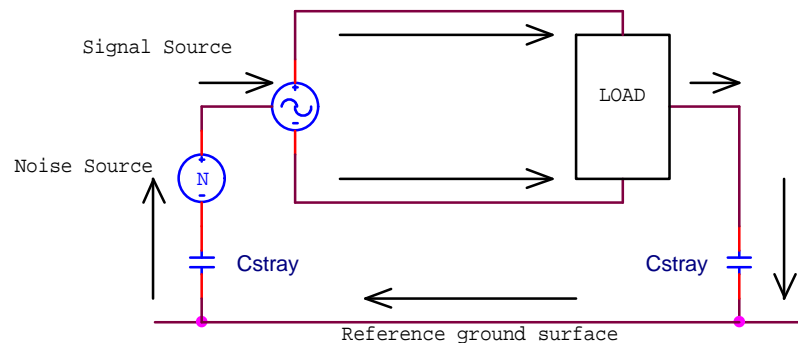 Signal Source
LOAD
Noise Source
N
Cstray
Cstray
Reference ground surface